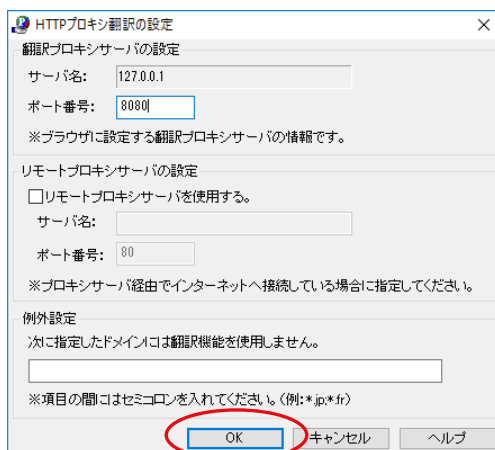 HTTPプロキシ翻訳の設定
翻訳プロキシサーバの設定
サーバ名: 127.0.0.1
ポート番号: 8080
※ブラウザに設定する翻訳プロキシサーバの情報です。
リモートプロキシサーバの設定
リモートプロキシサーバを使用する。
サーバ名:
ポート番号: 80
※プロキシサーバ経由でインターネットへ接続している場合に指定してください。
例外設定
次に指定したドメインには翻訳機能を使用しません。
※項目の間にはセミコロンを入れてください。(例:*.jp;*.fr)
OK キャンセル ヘルプ